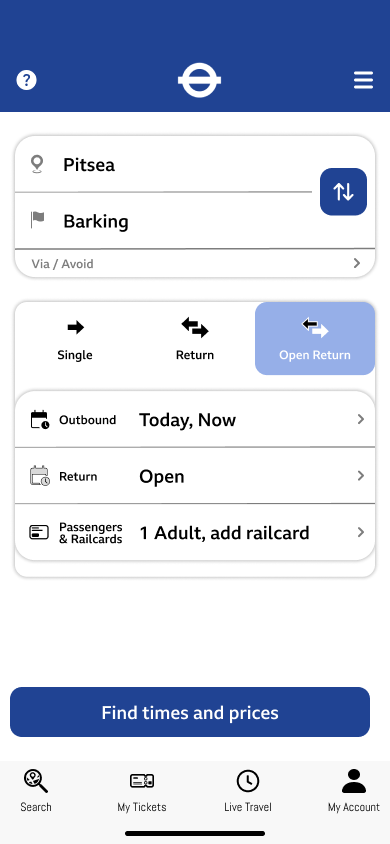 ?
Pitsea
Barking
Via / Avoid
Single
Return
Open Return
Outbound
Today, Now
Return
Open
Passengers
& Railcards
1 Adult, add railcard
Find times and prices
Search
My Tickets
Live Travel
My Account